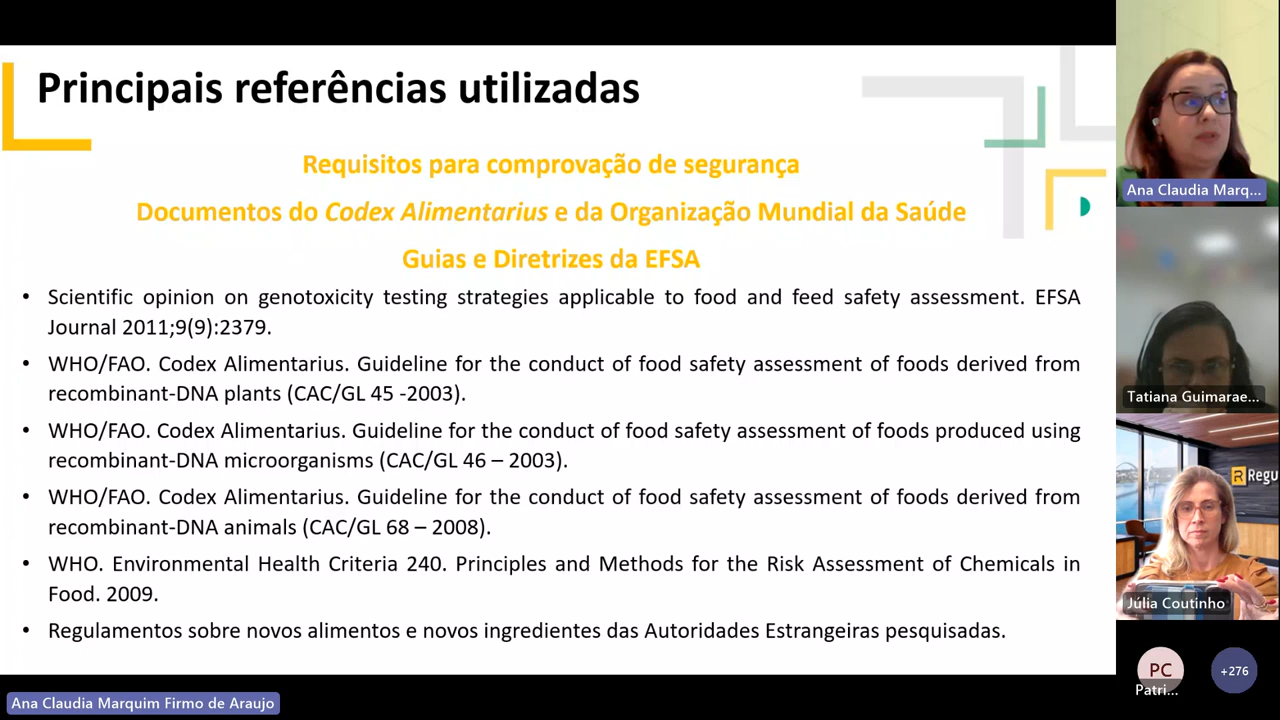 Principais referências utilizadas
Requisitos para comprovação de segurança
Documentos do Codex Alimentarius e da Organização Mundial da Saúde
Guias e Diretrizes da EFSA
• Scientific opinion on genotoxicity testing strategies applicable to food and feed safety assessment. EFSA
Journal 2011;9(9):2379.
• WHO/FAO. Codex Alimentarius. Guideline for the conduct of food safety assessment of foods derived from
recombinant-DNA plants (CAC/GL 45 -2003).
• WHO/FAO. Codex Alimentarius. Guideline for the conduct of food safety assessment of foods produced using
recombinant-DNA microorganisms (CAC/GL 46 – 2003).
• WHO/FAO. Codex Alimentarius. Guideline for the conduct of food safety assessment of foods derived from
recombinant-DNA animals (CAC/GL 68 – 2008).
• WHO. Environmental Health Criteria 240. Principles and Methods for the Risk Assessment of Chemicals in
Food. 2009.
• Regulamentos sobre novos alimentos e novos ingredientes das Autoridades Estrangeiras pesquisadas.
Ana Claudia Marquim Firmo de Araujo
Ana Claudia Marq...
Tatiana Guimarae...
R Regu
Júlia Coutinho
PC
Patri...
+276